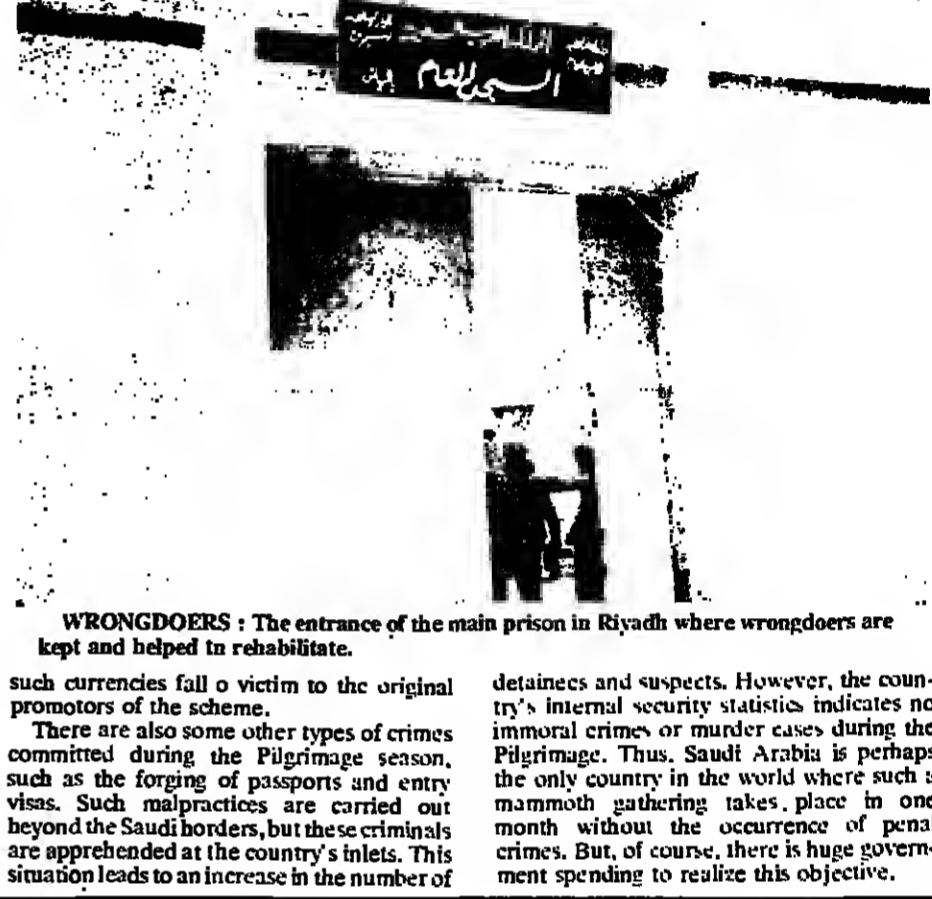 السجن العام
WRONGDOERS : The entrance of the main prison in Riyadh where wrongdoers are
kept and helped tn rehabilitate.
such currencies fall o victim to the original
promotors of the scheme.
There are also some other types of crimes
committed during the Pilgrimage season,
such as the forging of passports and entry
visas. Such malpractices are carried out
beyond the Saudi borders, but these criminals
are apprehended at the country's inlets. This
situation leads to an increase in the number of
detainees and suspects. However, the coun-
try's internal security statistics indicates no
immoral crimes or murder cases during the
Pilgrimage. Thus, Saudi Arabia is perhaps
the only country in the world where such a
mammoth gathering takes place in one
month without the occurrence of penal
crimes. But, of course, there is huge govern-
ment spending to realize this objective.